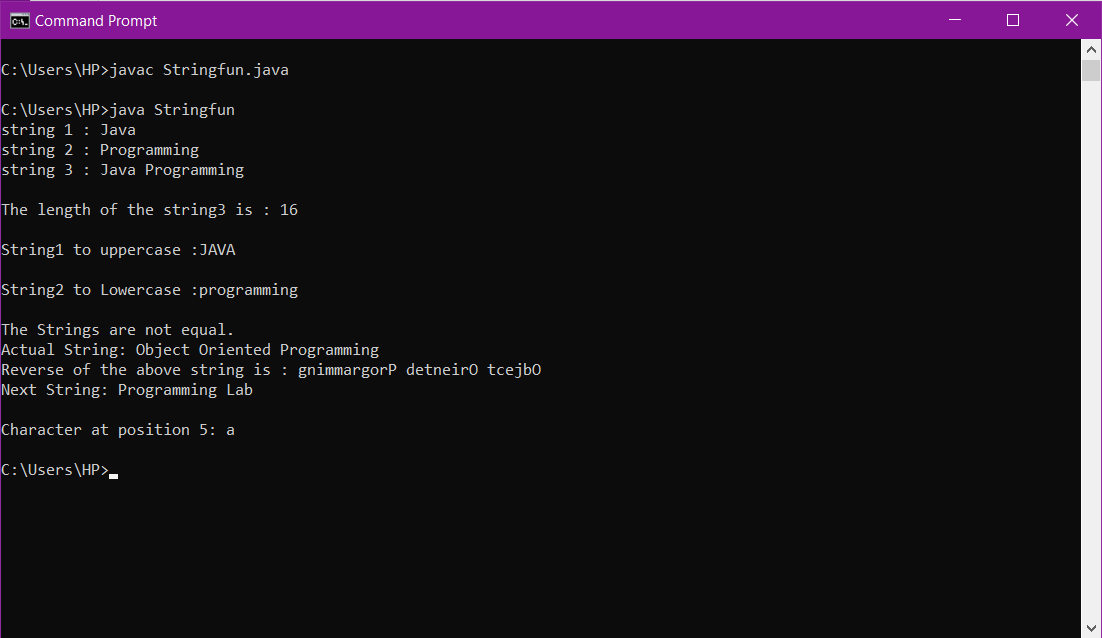 Command Prompt
C:\Users\HP>javac Stringfun.java
C:\Users\HP>java Stringfun
string 1 : Java
string 2 : Programming
string 3 : Java Programming
The length of the string3 is : 16
String1 to uppercase :JAVA
String2 to Lowercase :programming
The Strings are not equal.
Actual String: Object Oriented Programming
Reverse of the above string is : gnimmargorP detneirO tcejbO
Next String: Programming Lab
Character at position 5: a
C:\Users\HP>